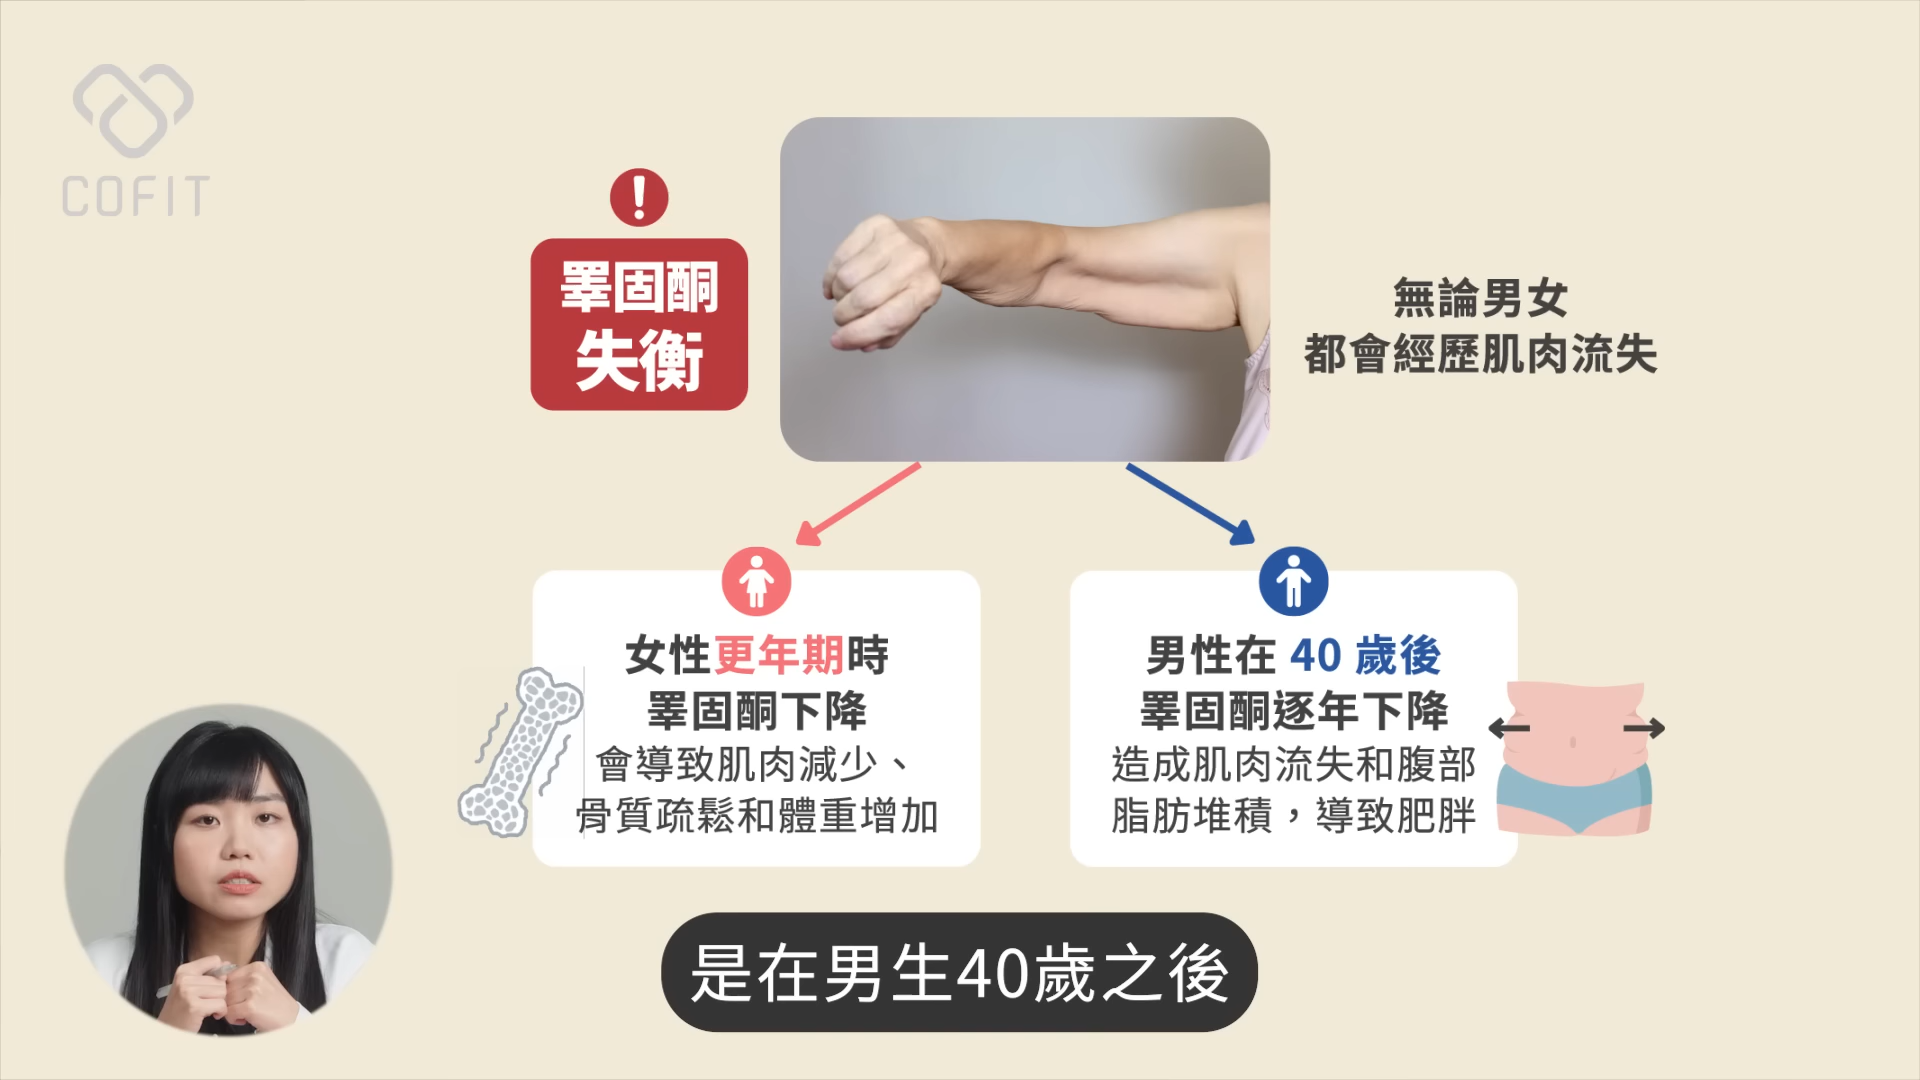 COFIT
!
睪固酮
失衡
無論男女
都會經歷肌肉流失
女性更年期時
睪固酮下降
會導致肌肉減少、
骨質疏鬆和體重增加
男性在 40 歲後
睪固酮逐年下降
造成肌肉流失和腹部
脂肪堆積，導致肥胖
是在男生40歲之後